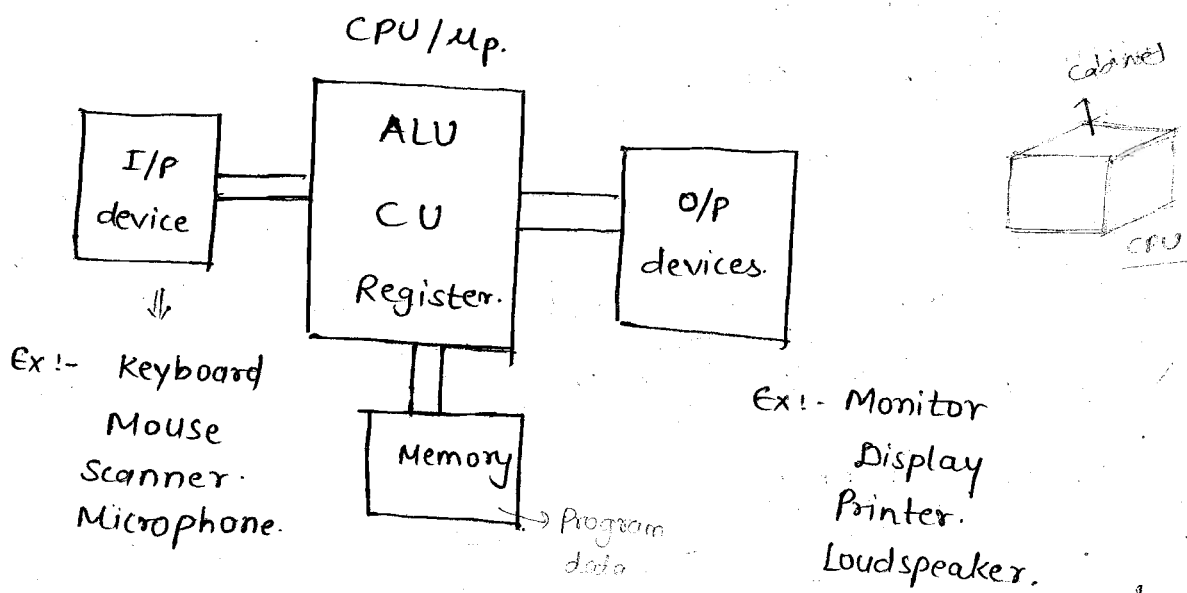 CPU/μp.
Cabinet
I/P
device
ALU
CU
Register.
O/P
devices.
CPU
Ex:- Keyboard
Mouse
Scanner.
Microphone.
Memory
Program
data
Ex:- Monitor
Display
Printer.
Loudspeaker.